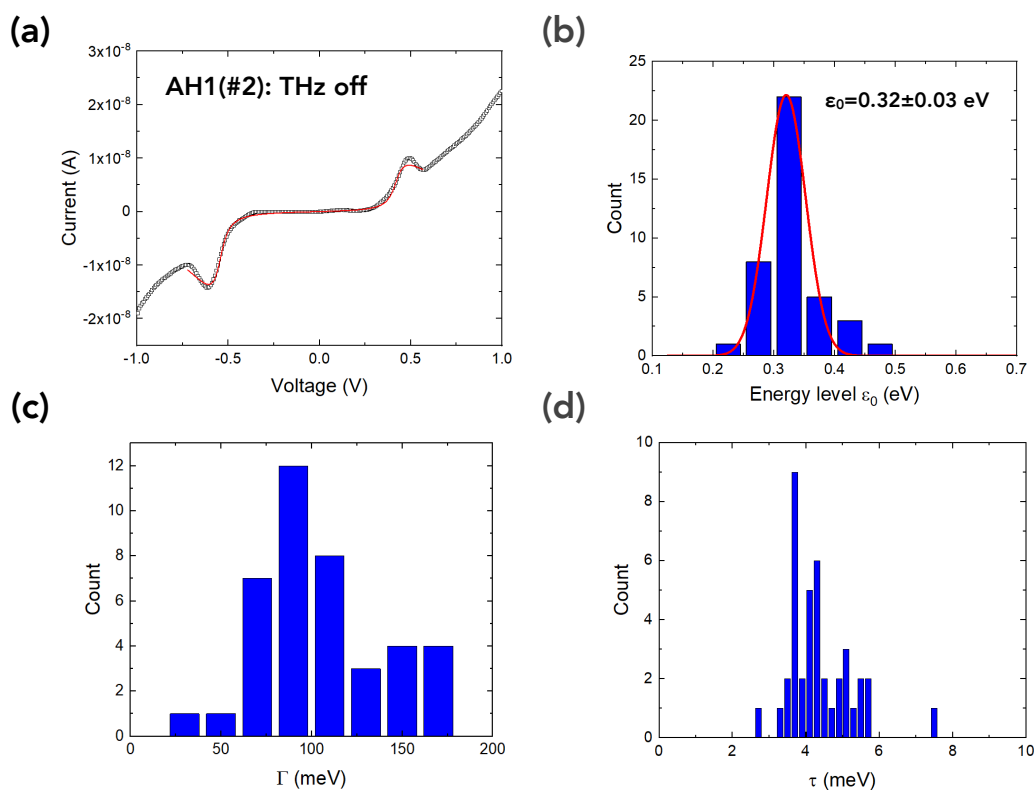 (a)
AH1(#2): THz off
3x10⁻⁸
2x10⁻⁸
1x10⁻⁸
0
-1x10⁻⁸
-2x10⁻⁸
Current (A)
-1.0 -0.5 0.0 0.5 1.0
Voltage (V)
(b)
ε₀=0.32±0.03 eV
25
20
15
10
5
0
Count
0.1 0.2 0.3 0.4 0.5 0.6 0.7
Energy level ε₀ (eV)
(c)
12
10
8
6
4
2
0
Count
0 50 100 150 200
Γ (meV)
(d)
10
8
6
4
2
0
Count
0 2 4 6 8 10
τ (meV)